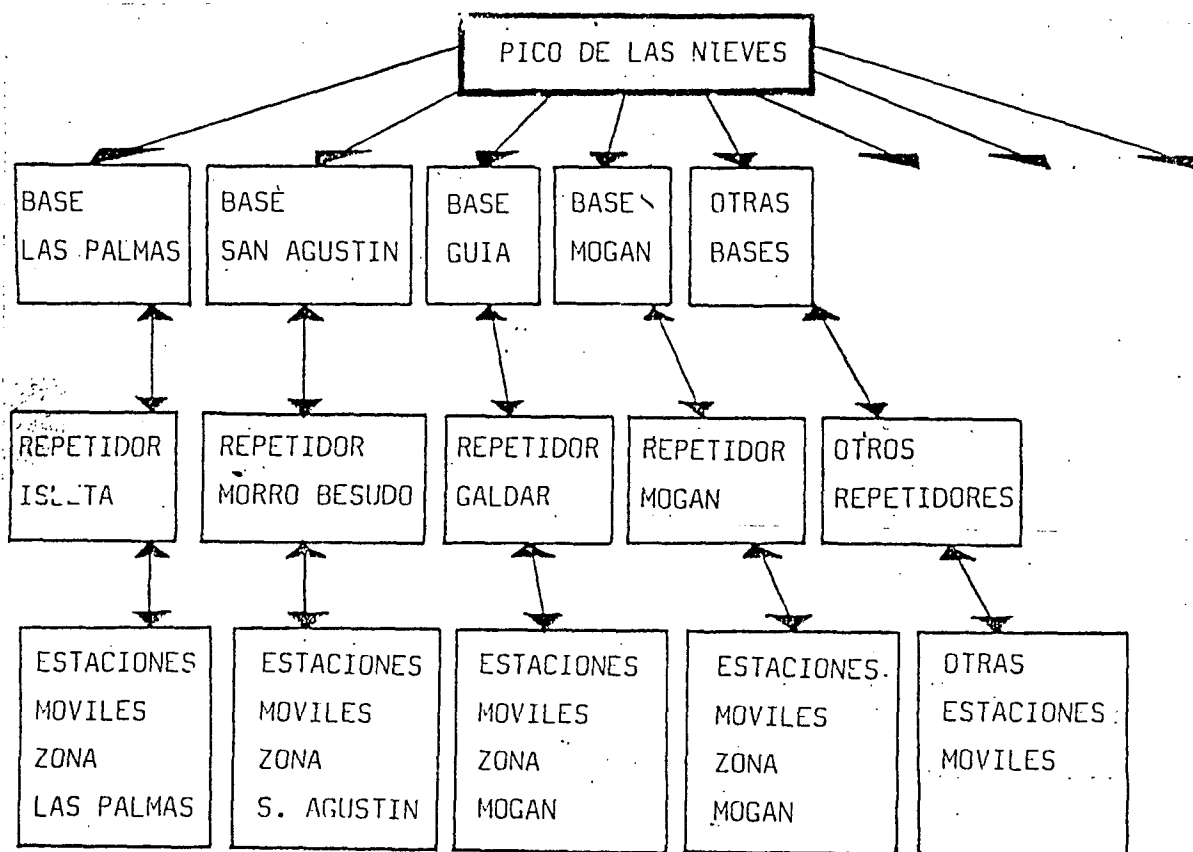 PICO DE LAS NIEVES
BASE
LAS PALMAS
BASE
SAN AGUSTIN
BASE
GUIA
BASE
MOGAN
OTRAS
BASES
REPETIDOR
REPETIDOR
MORRO BESUDO
REPETIDOR
GALDAR
REPETIDOR
MOGAN
OTROS
REPETIDORES
ESTACIONES
MOVILES
ZONA
LAS PALMAS
ESTACIONES
MOVILES
ZONA
S. AGUSTIN
ESTACIONES
MOVILES
ZONA
MOGAN
ESTACIONES
MOVILES
ZONA
MOGAN
OTRAS
ESTACIONES
MOVILES